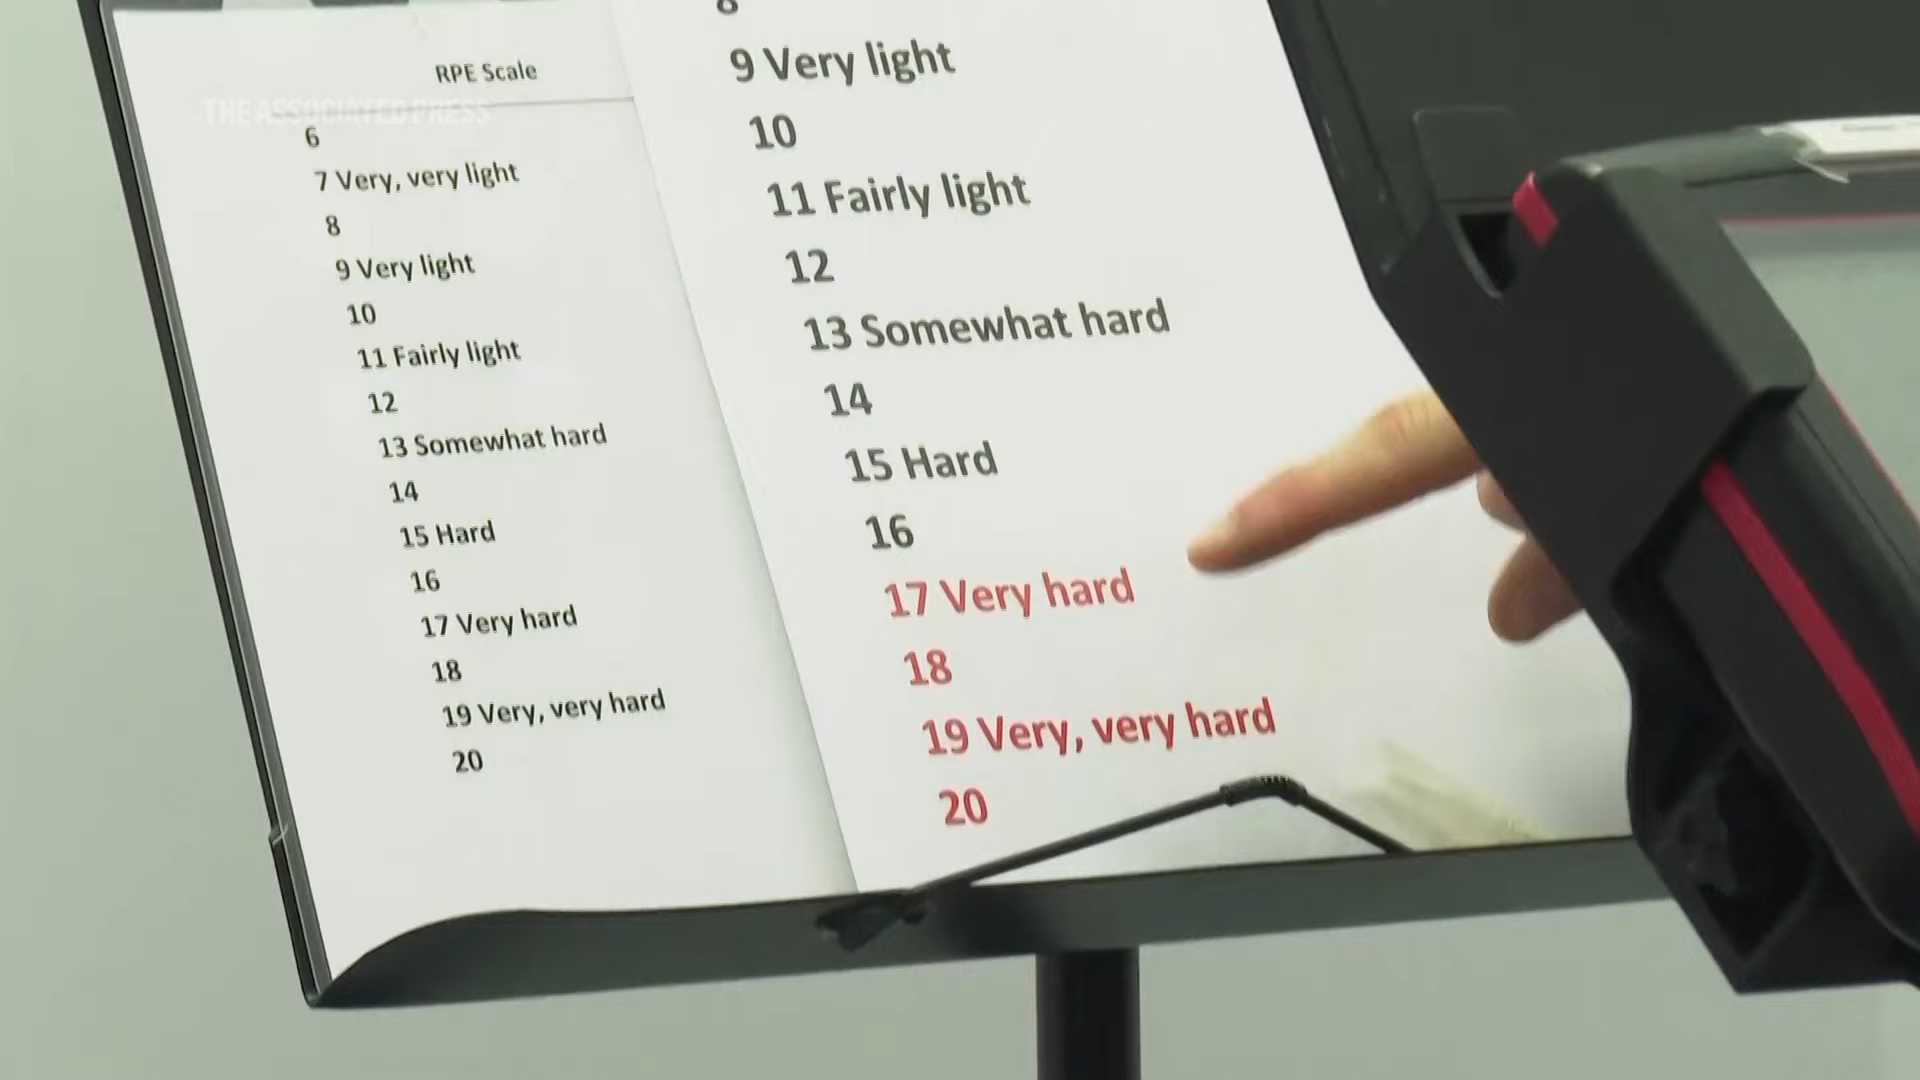 RPE Scale
THE ASSOCIATED PRESS
6
7 Very, very light
8
9 Very light
10
11 Fairly light
12
13 Somewhat hard
14
15 Hard
16
17 Very hard
18
19 Very, very hard
20
8
9 Very light
10
11 Fairly light
12
13 Somewhat hard
14
15 Hard
16
17 Very hard
18
19 Very, very hard
20